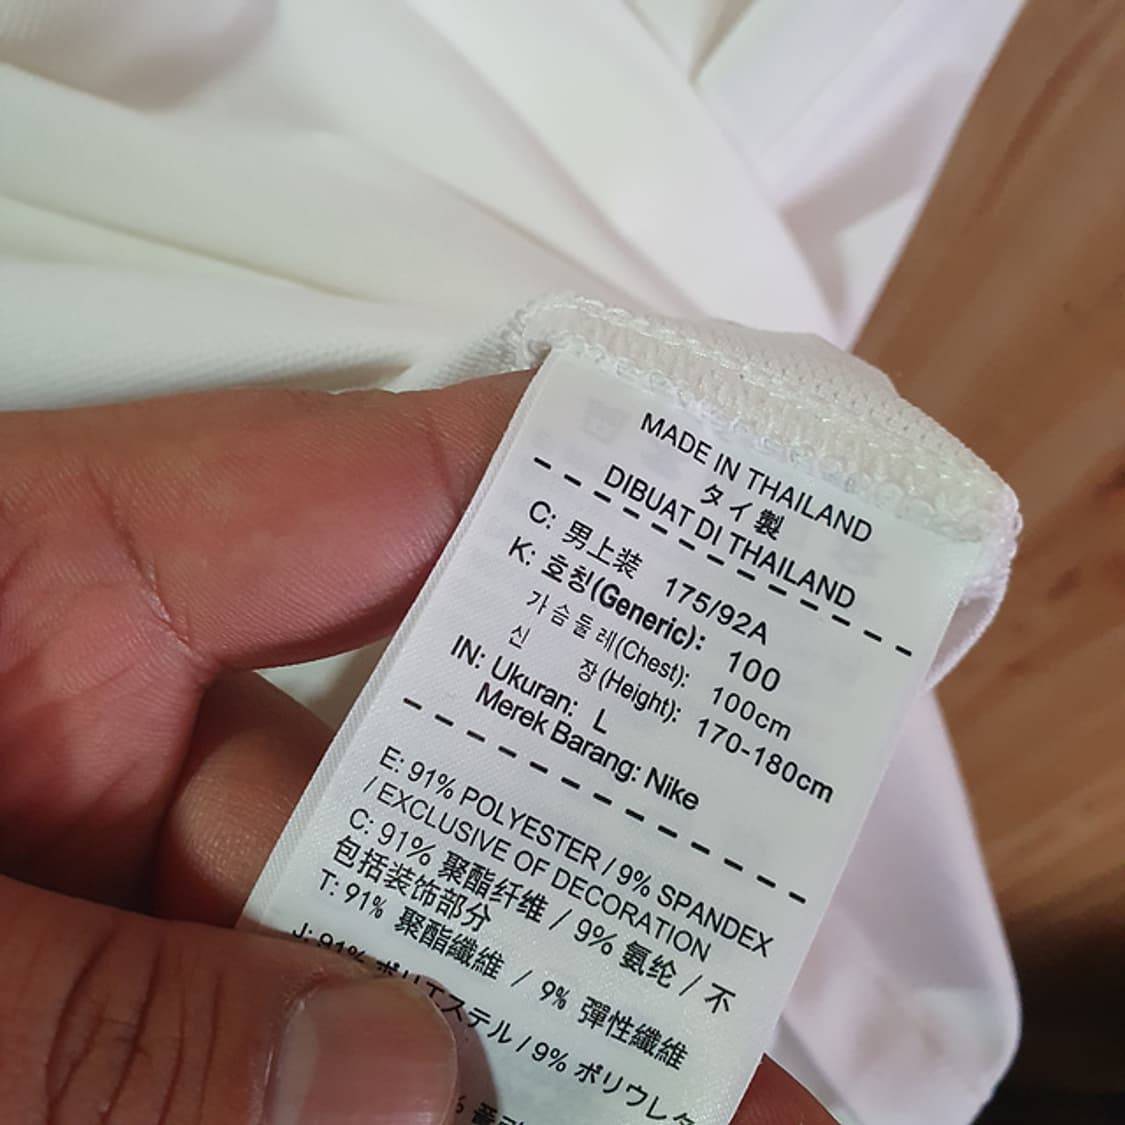 MADE IN THAILAND
タイ製
DIBUAT DI THAILAND
C: 男上装 175/92A
K: 호칭(Generic): 100
가슴둘레(Chest): 100cm
신 장(Height): 170-180cm
IN: Ukuran: L
Merek Barang: Nike
E: 91% POLYESTER / 9% SPANDEX
/ EXCLUSIVE OF DECORATION
C: 91% 聚酯纤维 / 9% 氨纶 / 不
包括装饰部分
T: 91% 聚酯纖維 / 9% 彈性纖維
J: 91% ポリエステル / 9% ポリウレタ